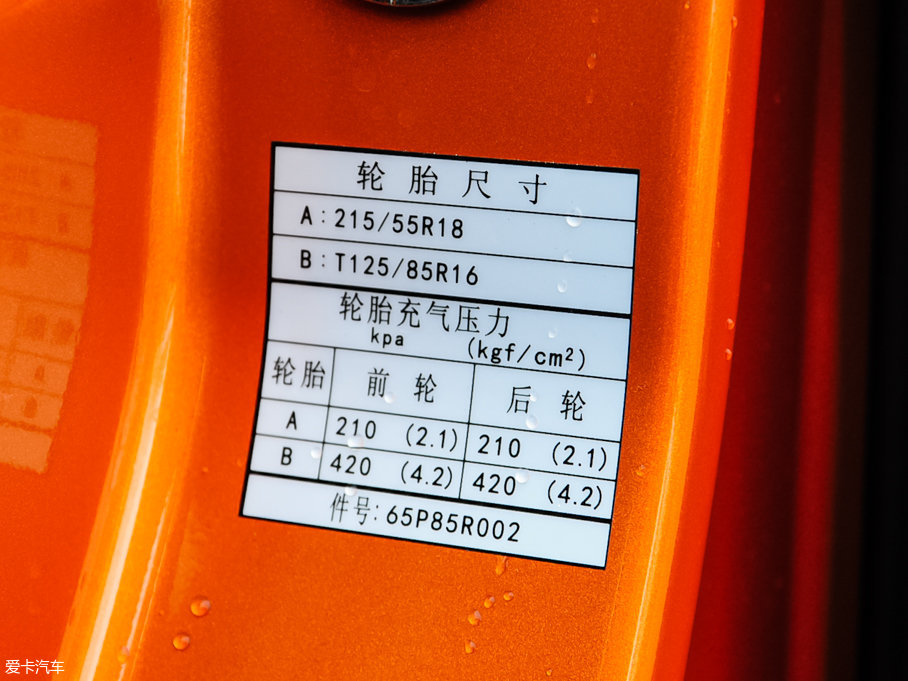 轮胎尺寸
A:215/55R18
B:T125/85R16
轮胎充气压力
kpa (kgf/cm²)
轮胎 前轮 后轮
A 210 (2.1) 210 (2.1)
B 420 (4.2) 420 (4.2)
件号:65P85R002
爱卡汽车